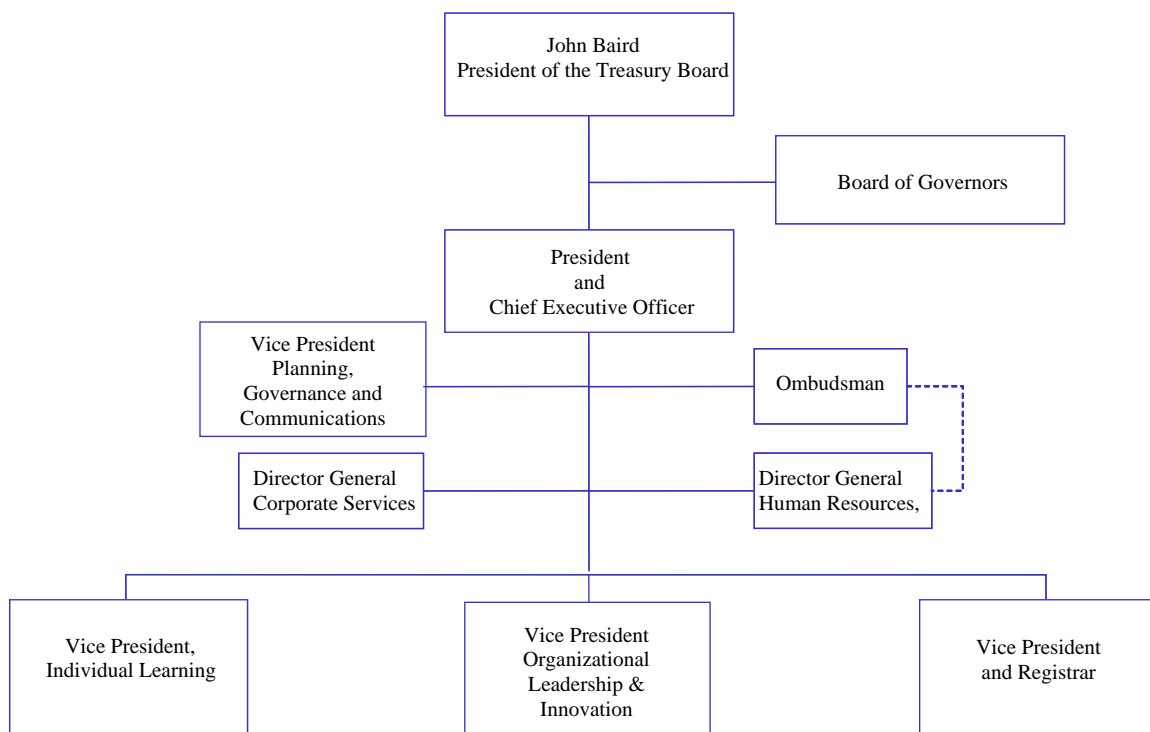 John Baird
President of the Treasury Board
Board of Governors
President
and
Chief Executive Officer
Vice President
Planning,
Governance and
Communications
Ombudsman
Director General
Corporate Services
Director General
Human Resources,
Vice President,
Individual Learning
Vice President
Organizational
Leadership &
Innovation
Vice President
and Registrar